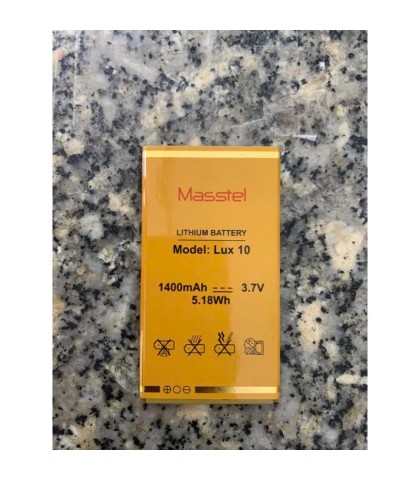 Masstel
LITHIUM BATTERY
Model: Lux 10
1400mAh --- 3.7V
5.18Wh